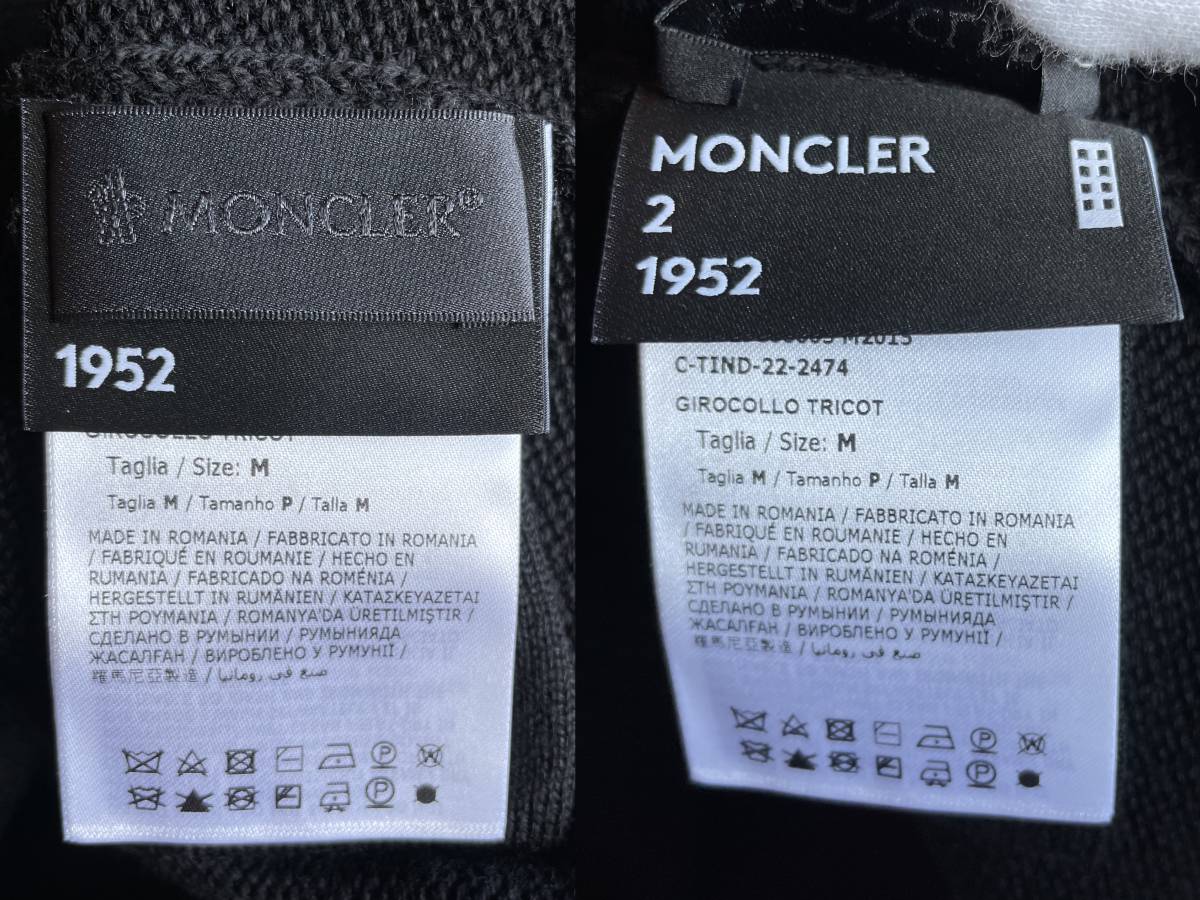 MONCLER®
1952
GIROCOLLO TRICOT
Taglia / Size: M
Taglia M / Tamanho P / Talla M
MADE IN ROMANIA / FABBRICATO IN ROMANIA
/ FABRIQUÉ EN ROUMANIE / HECHO EN
RUMANIA / FABRICADO NA ROMÉNIA /
HERGESTELLT IN RUMÄNIEN / ΚΑΤΑΣΚΕΥΑΖΕΤΑΙ
ΣΤΗ ΡΟΥΜΑΝΙΑ / ROMANYA'DA ÜRETILMIŞTIR /
СДЕЛАНО В РУМЫНИИ / РУМЫНИЯДА
ЖАСАЛҒАН / ВИРОБЛЕНО У РУМУНІЇ /
羅馬尼亞製造 / صنع في رومانيا
MONCLER
2
1952
M2015
C-TIND-22-2474
GIROCOLLO TRICOT
Taglia / Size: M
Taglia M / Tamanho P / Talla M
MADE IN ROMANIA / FABBRICATO IN ROMANIA
/ FABRIQUÉ EN ROUMANIE / HECHO EN
RUMANIA / FABRICADO NA ROMÉNIA /
HERGESTELLT IN RUMÄNIEN / ΚΑΤΑΣΚΕΥΑΖΕΤΑΙ
ΣΤΗ ΡΟΥΜΑΝΙΑ / ROMANYA'DA ÜRETILMIŞTIR /
СДЕЛАНО В РУМЫНИИ / РУМЫНИЯДА
ЖАСАЛҒАН / ВИРОБЛЕНО У РУМУНІЇ /
羅馬尼亞製造 / صنع في رومانيا